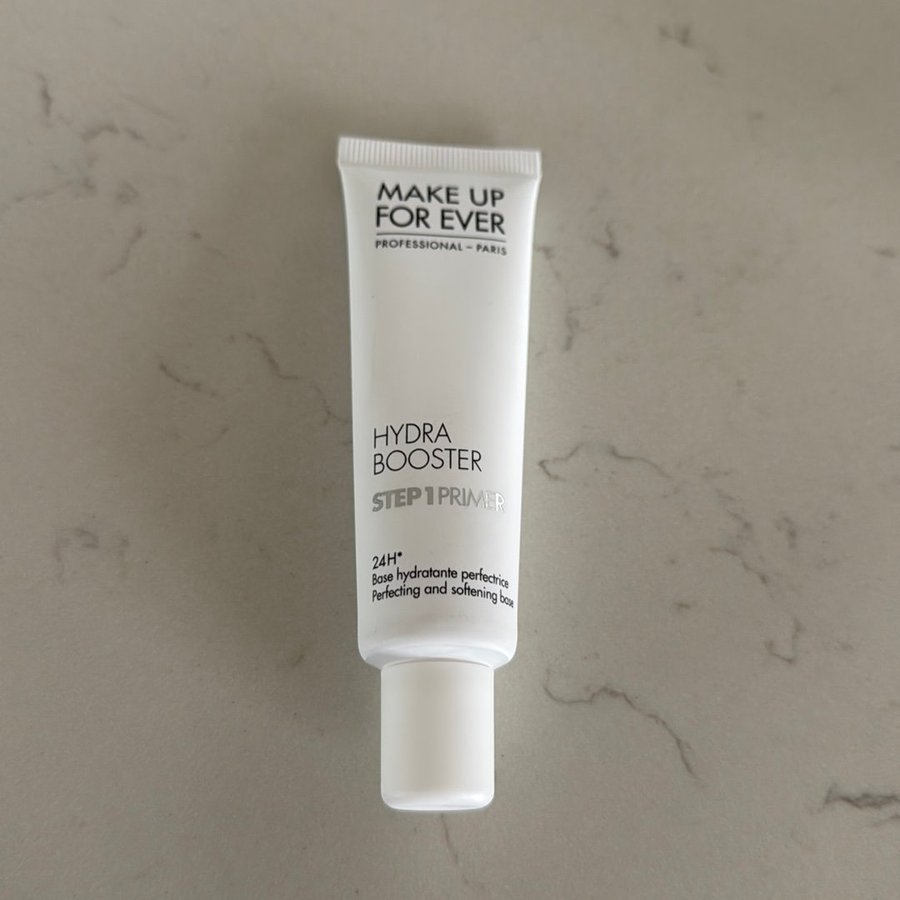 MAKE UP
FOR EVER
PROFESSIONAL – PARIS
HYDRA
BOOSTER
STEP 1 PRIMER
24H*
Base hydratante perfectrice
Perfecting and softening base